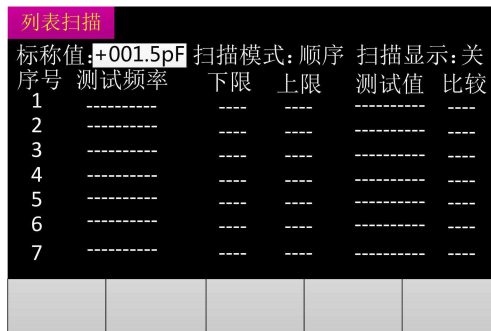 列表扫描
标称值:+001.5pF 扫描模式:顺序 扫描显示:关
序号 测试频率 下限 上限 测试值 比较
1 ---------- ---- ---- ---------- ----
2 ---------- ---- ---- ---------- ----
3 ---------- ---- ---- ---------- ----
4 ---------- ---- ---- ---------- ----
5 ---------- ---- ---- ---------- ----
6 ---------- ---- ---- ---------- ----
7 ---------- ---- ---- ---------- ----